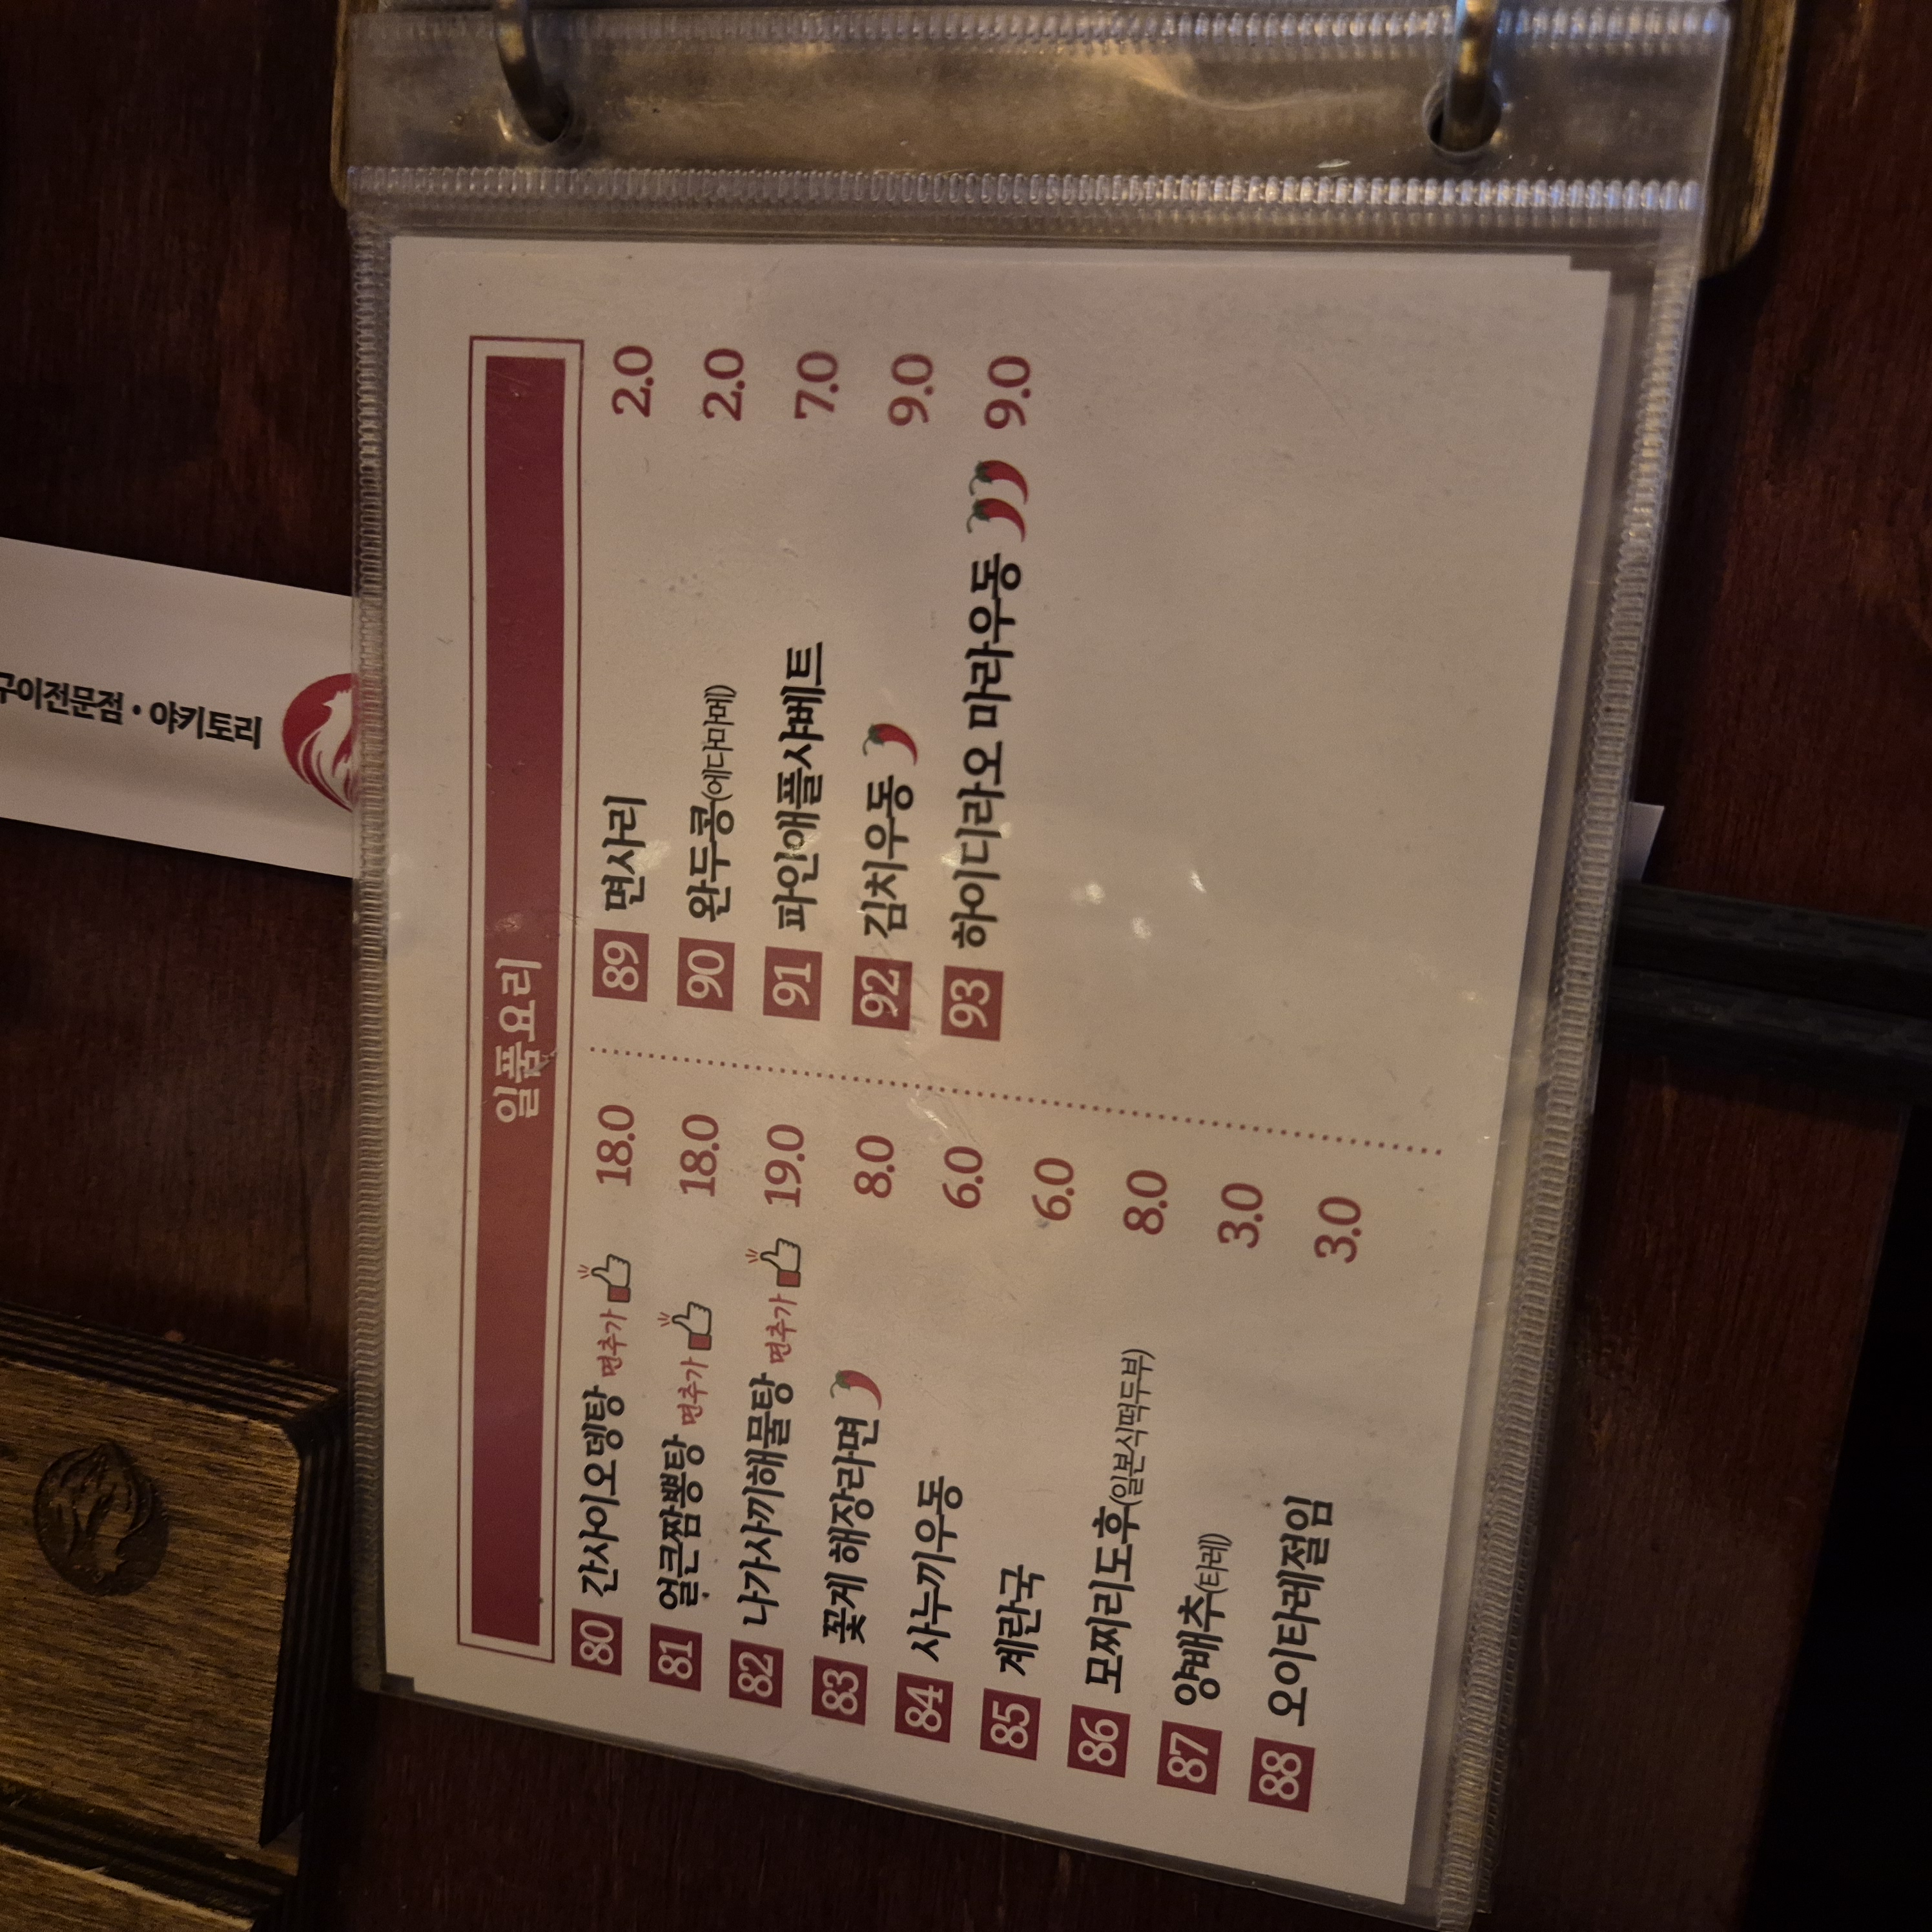 일품요리
80 간사이오뎅탕 면추가 18.0
81 얼큰짬뽕탕 면추가 18.0
82 나가사끼해물탕 면추가 19.0
83 꽃게 해장라면 8.0
84 사누끼우동 6.0
85 계란국 6.0
86 모찌리도후(일본식떡두부) 8.0
87 양배추(타레) 3.0
88 오이타레절임 3.0
89 면사리 2.0
90 완두콩(에다마메) 2.0
91 파인애플샤베트 7.0
92 김치우동 9.0
93 하이디라오 마라우동 9.0
구이전문점 · 야키토리